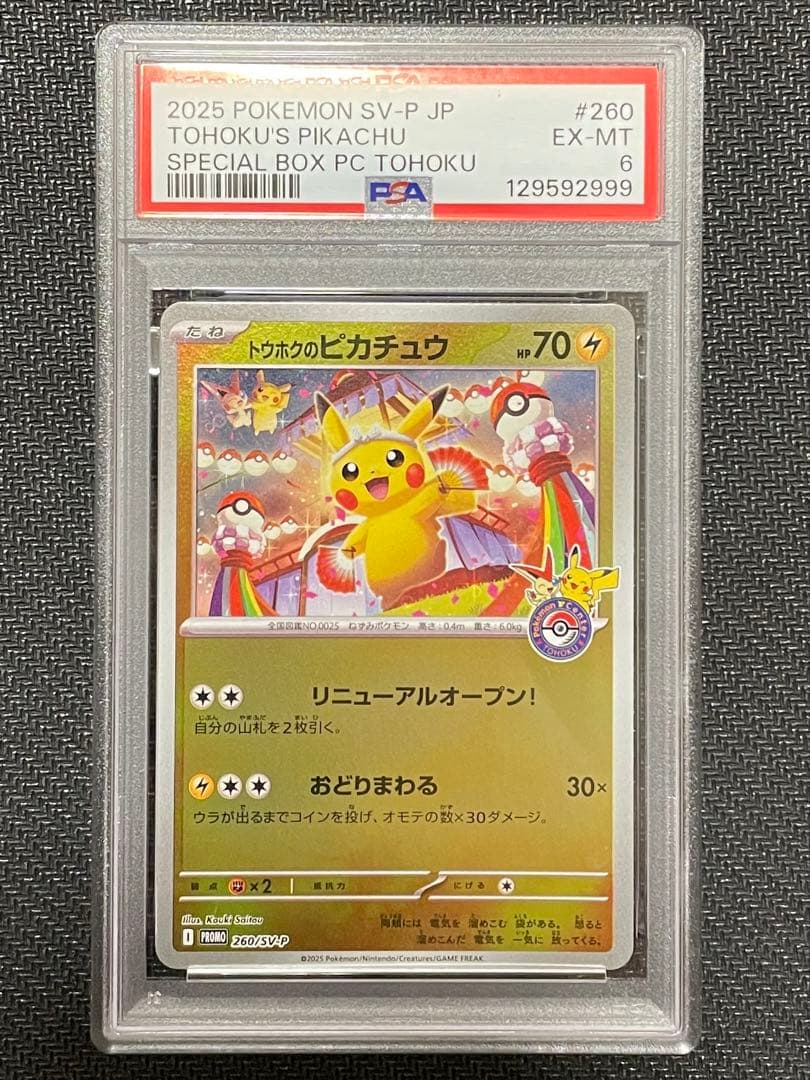 2025 POKEMON SV-P JP #260
TOHOKU'S PIKACHU EX-MT
SPECIAL BOX PC TOHOKU 6
PSA 129592999
たね
トウホクのピカチュウ HP70
全国図鑑NO.0025 ねずみポケモン 高さ:0.4m 重さ:6.0kg
Pokémon Center
TOHOKU
リニューアルオープン!
自分の山札を2枚引く。
おどりまわる 30×
ウラが出るまでコインを投げ、オモテの数×30ダメージ。
弱点 ×2 抵抗力 にげる
Illus. Kouki Saitou
I PROMO 260/SV-P
両頬には 電気を 溜めこむ 袋がある。 怒ると
溜めこんだ 電気を 一気に 放ってくる。
©2025 Pokémon/Nintendo/Creatures/GAME FREAK.